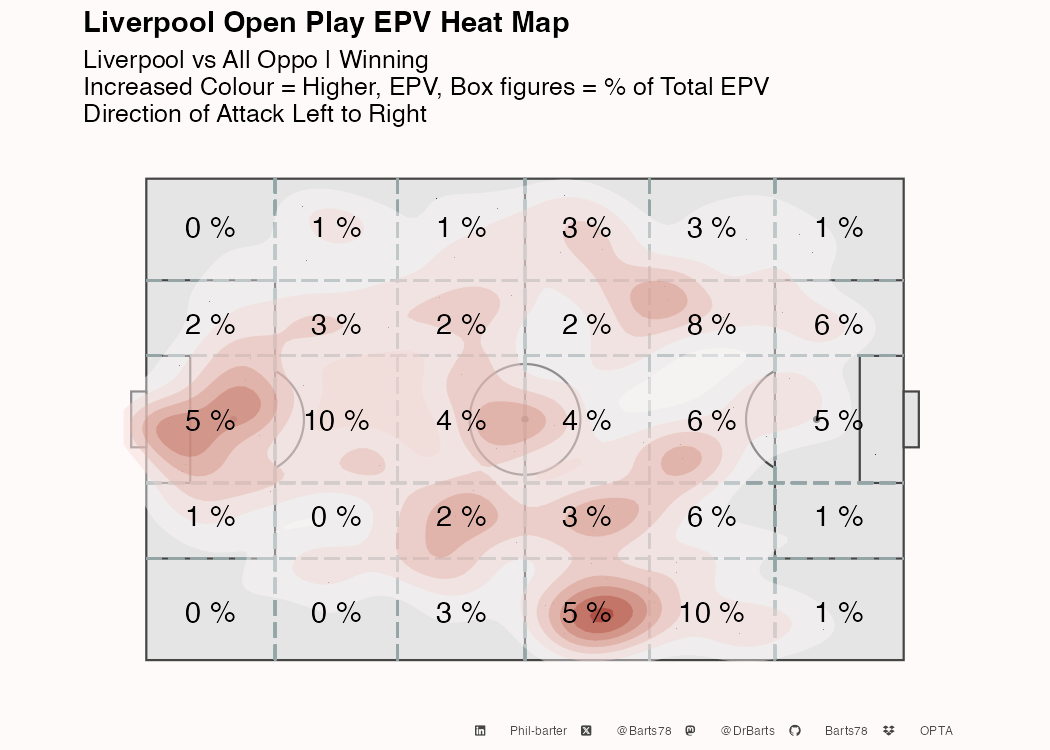 Liverpool Open Play EPV Heat Map
Liverpool vs All Oppo | Winning
Increased Colour = Higher, EPV, Box figures = % of Total EPV
Direction of Attack Left to Right
0 % 1 % 1 % 3 % 3 % 1 %
2 % 3 % 2 % 2 % 8 % 6 %
5 % 10 % 4 % 4 % 6 % 5 %
1 % 0 % 2 % 3 % 6 % 1 %
0 % 0 % 3 % 5 % 10 % 1 %
Phil-barter @Barts78 @DrBarts Barts78 OPTA